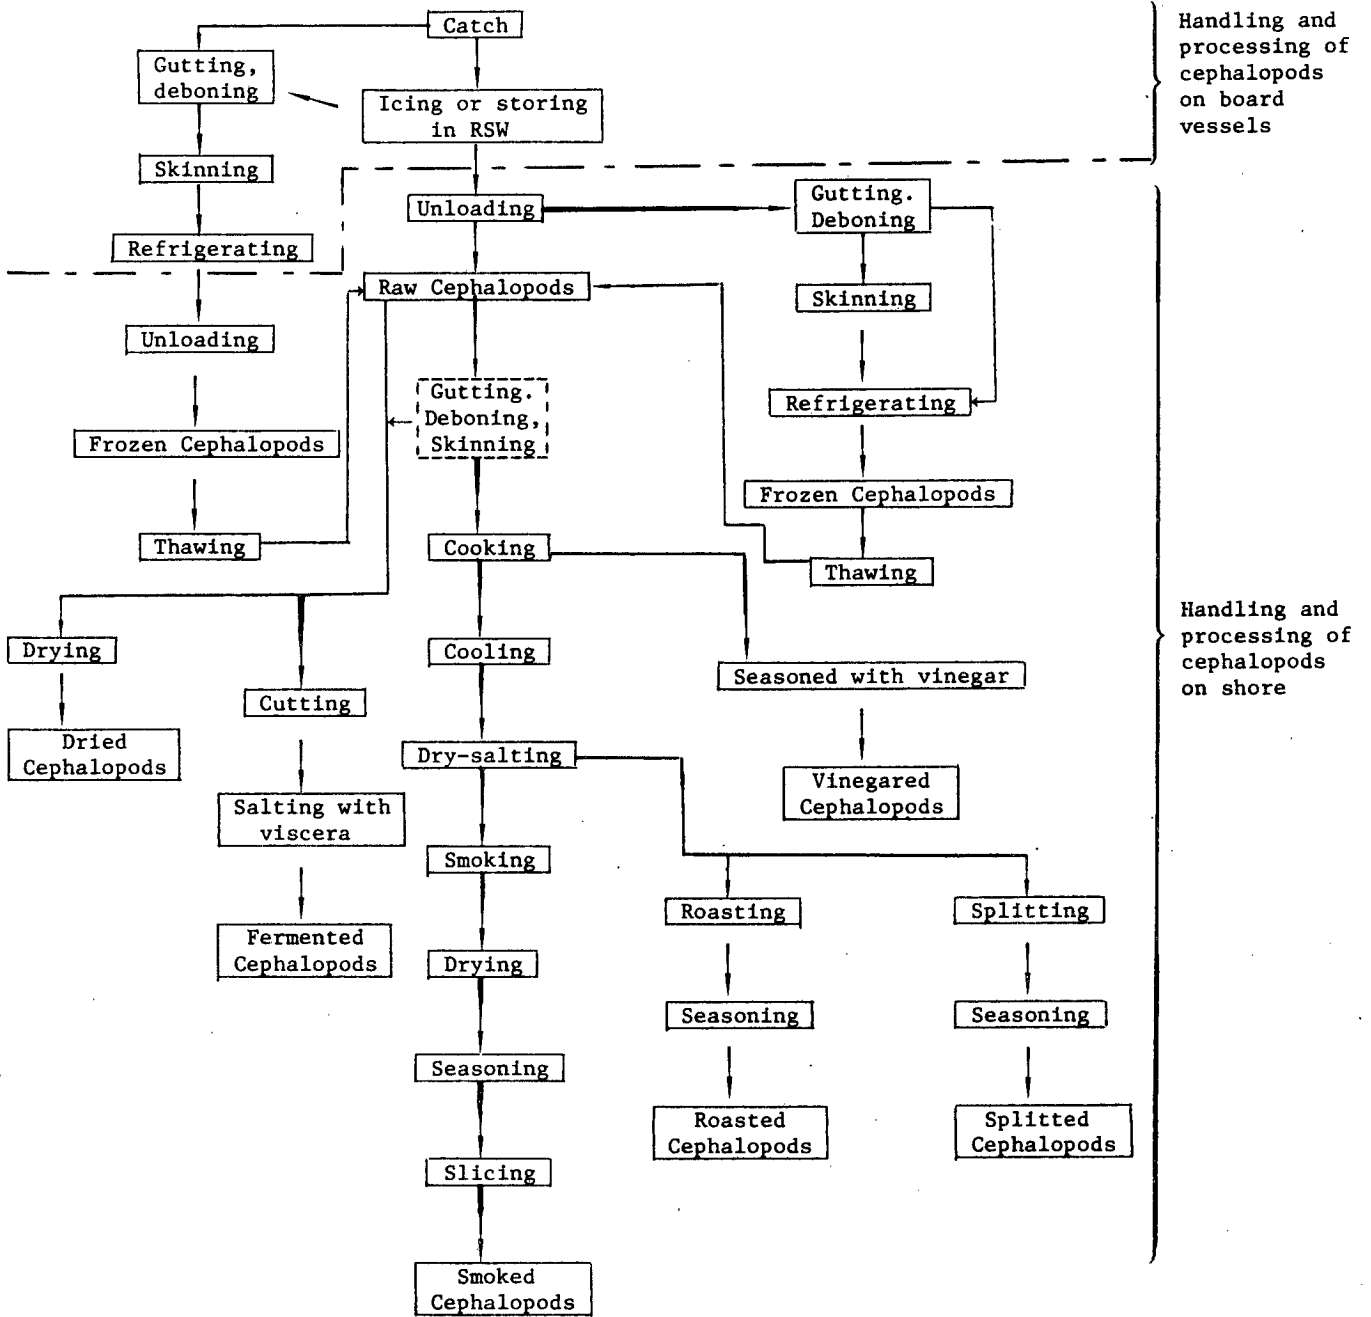 Catch
Handling and
processing of
cephalopods
on board
vessels
Gutting,
deboning
Icing or storing
in RSW
Skinning
Refrigerating
Unloading
Gutting.
Deboning
Raw Cephalopods
Skinning
Unloading
Gutting.
Deboning,
Skinning
Refrigerating
Frozen Cephalopods
Frozen Cephalopods
Thawing
Cooking
Thawing
Handling and
processing of
cephalopods
on shore
Drying
Cooling
Seasoned with vinegar
Cutting
Dried
Cephalopods
Dry-salting
Vinegared
Cephalopods
Salting with
viscera
Smoking
Roasting
Splitting
Fermented
Cephalopods
Drying
Seasoning
Seasoning
Seasoning
Roasted
Cephalopods
Splitted
Cephalopods
Slicing
Smoked
Cephalopods